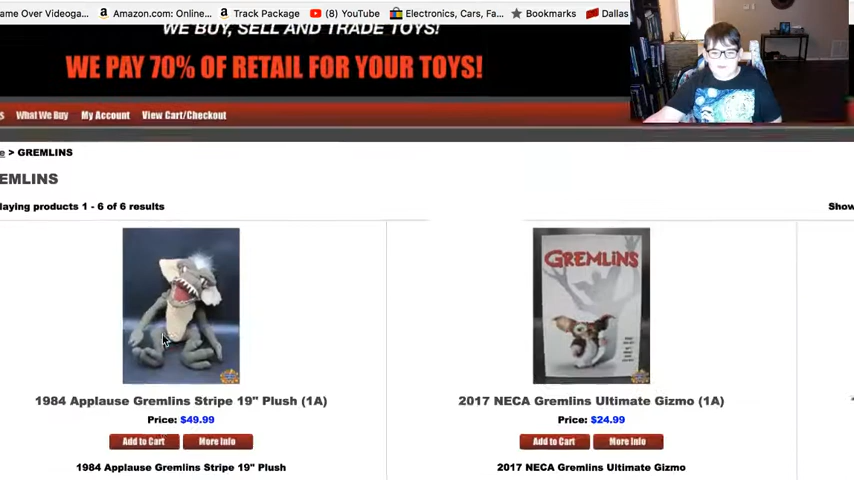 ame Over Videoga...
Amazon.com: Online...
Track Package
(8) YouTube
Electronics, Cars, Fa...
Bookmarks
Dallas
WE BUY, SELL AND TRADE TOYS!
WE PAY 70% OF RETAIL FOR YOUR TOYS!
s What We Buy My Account View Cart/Checkout
e > GREMLINS
EMLINS
laying products 1 - 6 of 6 results
Show
GREMLINS
1984 Applause Gremlins Stripe 19" Plush (1A)
Price: $49.99
Add to Cart More Info
1984 Applause Gremlins Stripe 19" Plush
2017 NECA Gremlins Ultimate Gizmo (1A)
Price: $24.99
Add to Cart More Info
2017 NECA Gremlins Ultimate Gizmo